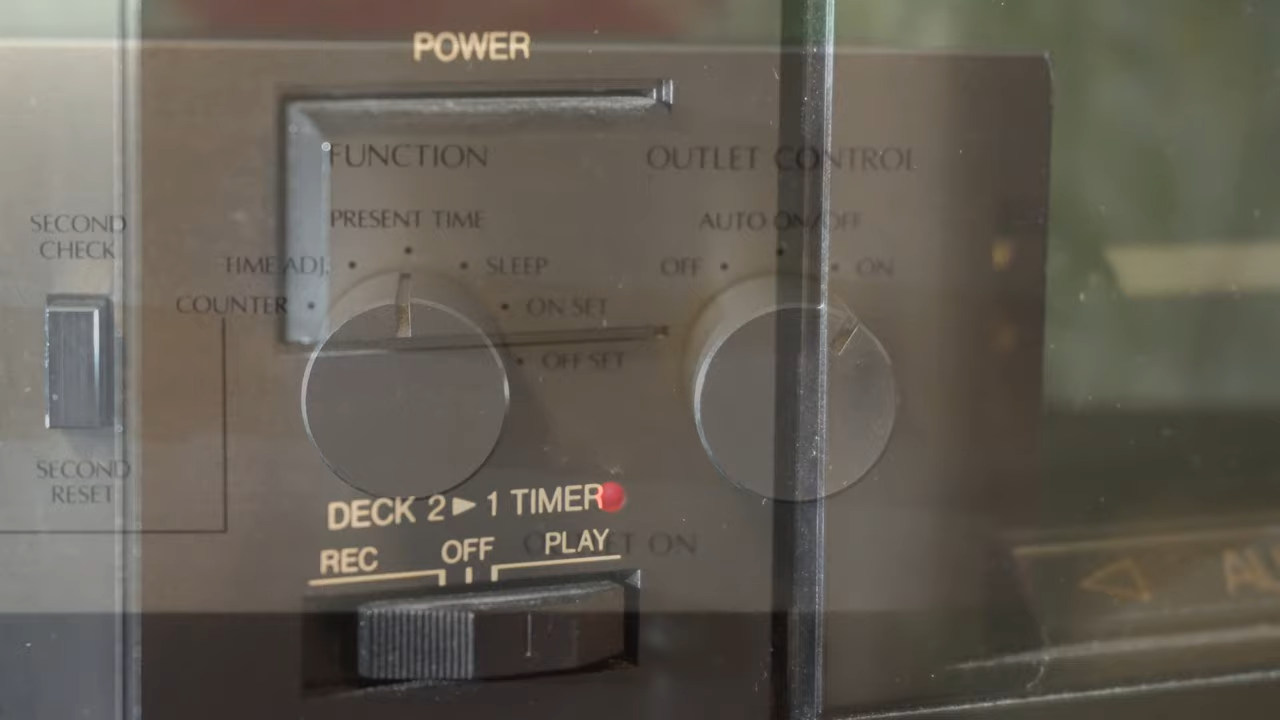 POWER
FUNCTION
OUTLET CONTROL
PRESENT TIME
AUTO ON/OFF
SECOND
CHECK
TIME ADJ.
SLEEP
OFF
ON
COUNTER
ON SET
OFF SET
SECOND
RESET
DECK 2 ▶ 1 TIMER
REC
OFF
PLAY
ON